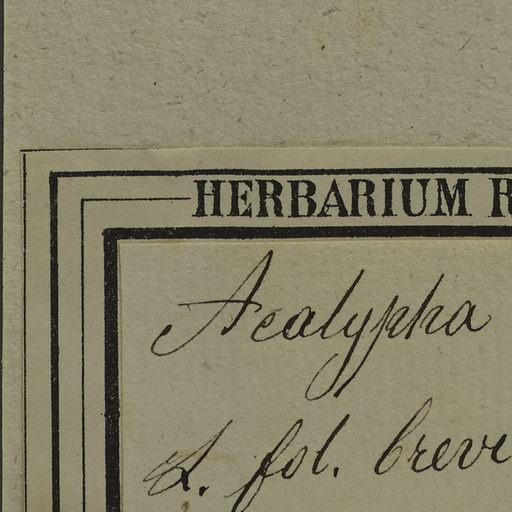 HERBARIUM R
Acalypha
L. fol. brevi